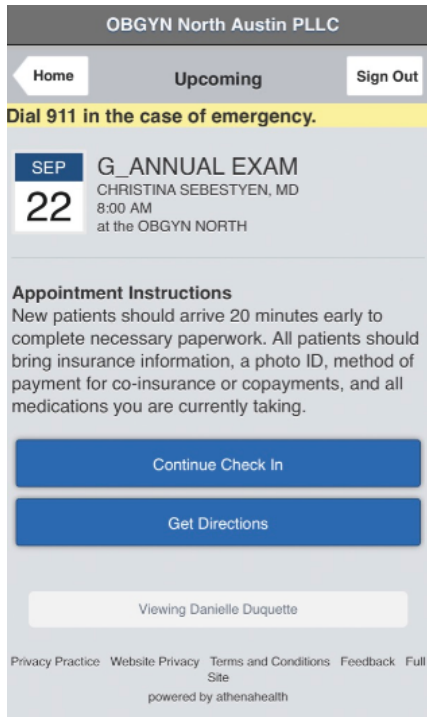 OBGYN North Austin PLLC
Home
Upcoming
Sign Out
Dial 911 in the case of emergency.
SEP
22
G_ANNUAL EXAM
CHRISTINA SEBESTYEN, MD
8:00 AM
at the OBGYN NORTH
Appointment Instructions
New patients should arrive 20 minutes early to
complete necessary paperwork. All patients should
bring insurance information, a photo ID, method of
payment for co-insurance or copayments, and all
medications you are currently taking.
Continue Check In
Get Directions
Viewing Danielle Duquette
Privacy Practice Website Privacy Terms and Conditions Feedback Full
Site
powered by athenahealth